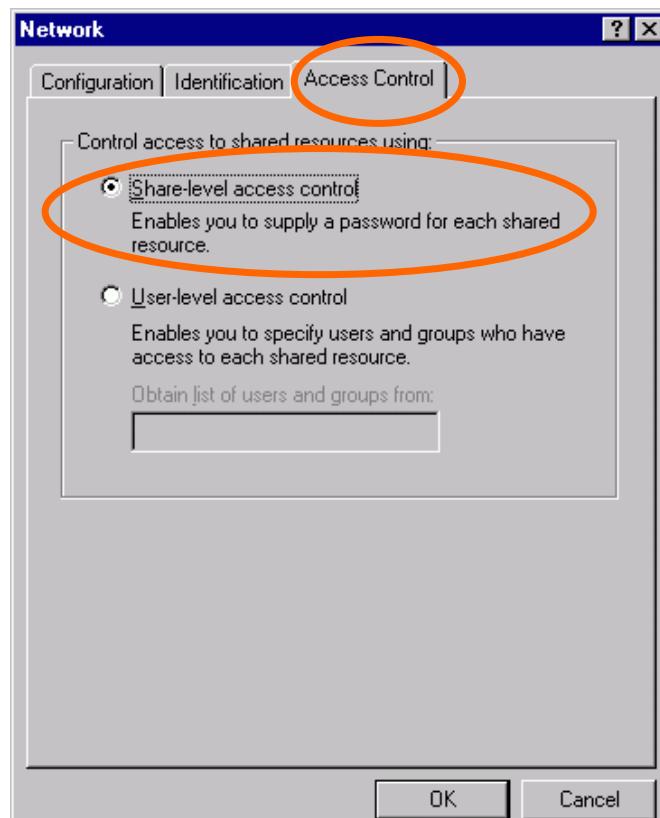 Network
Configuration Identification Access Control
Control access to shared resources using:
Share-level access control
Enables you to supply a password for each shared
resource.
User-level access control
Enables you to specify users and groups who have
access to each shared resource.
Obtain list of users and groups from:
OK Cancel